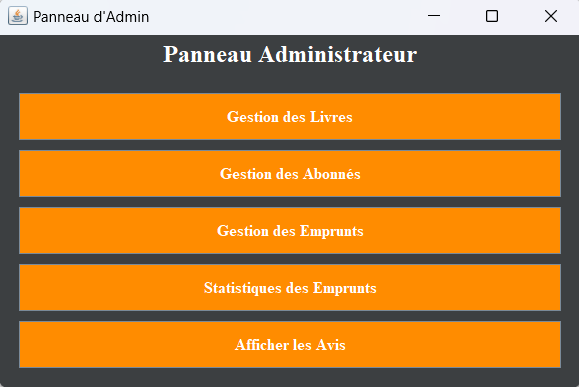 Panneau d'Admin
Panneau Administrateur
Gestion des Livres
Gestion des Abonnés
Gestion des Emprunts
Statistiques des Emprunts
Afficher les Avis